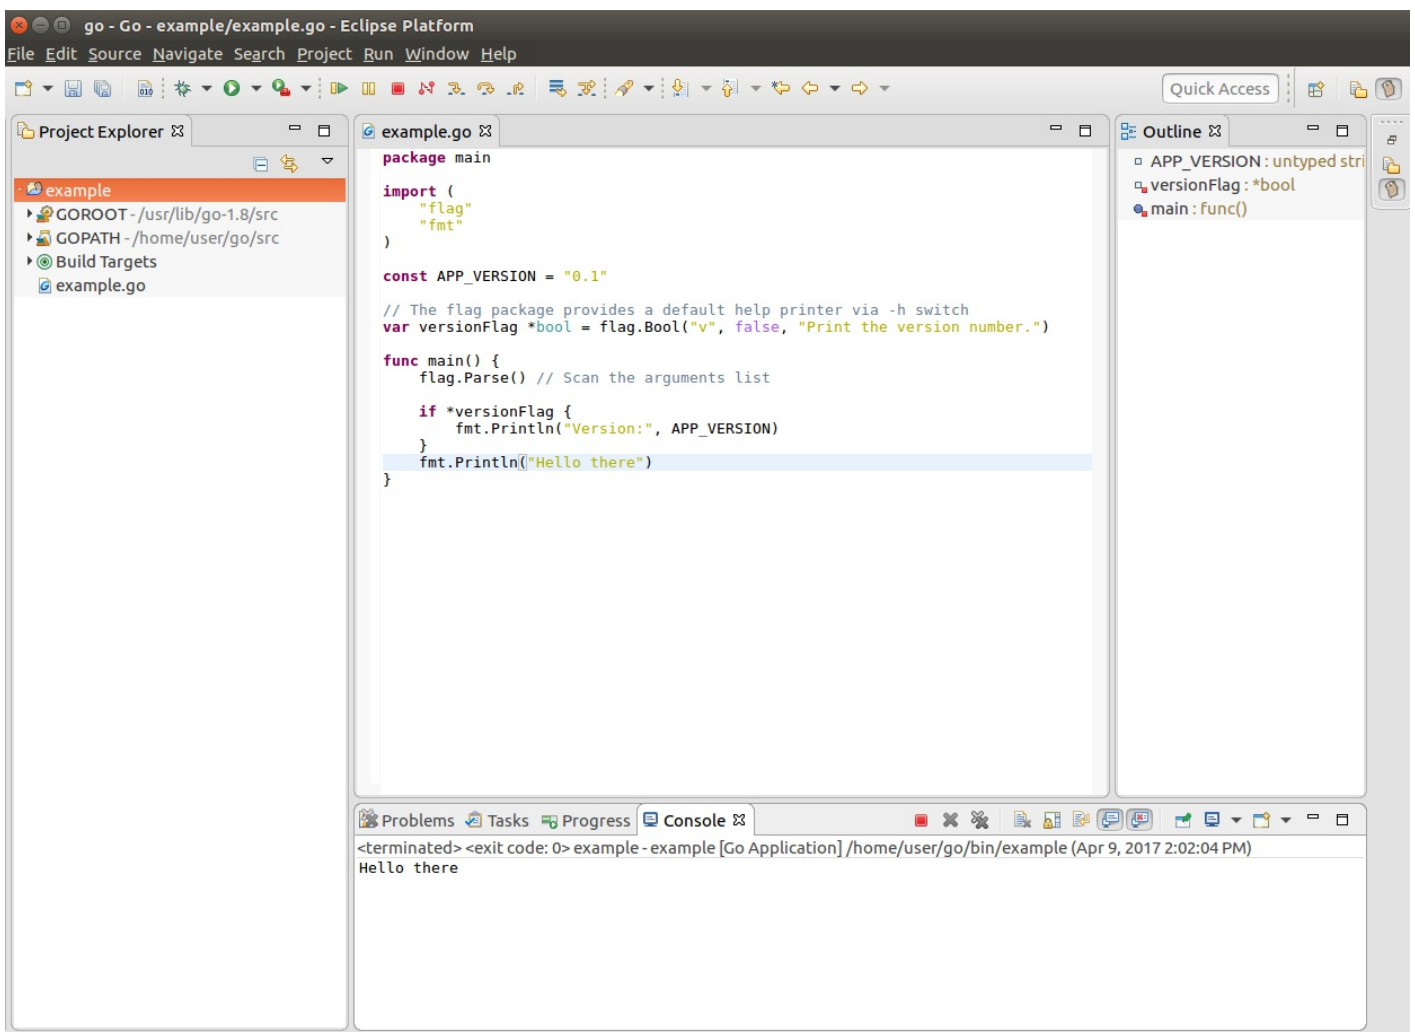 go - Go - example/example.go - Eclipse Platform
File Edit Source Navigate Search Project Run Window Help
Quick Access
Project Explorer
example
GOROOT - /usr/lib/go-1.8/src
GOPATH - /home/user/go/src
Build Targets
example.go
example.go
package main
import (
"flag"
"fmt"
)
const APP_VERSION = "0.1"
// The flag package provides a default help printer via -h switch
var versionFlag *bool = flag.Bool("v", false, "Print the version number.")
func main() {
flag.Parse() // Scan the arguments list
if *versionFlag {
fmt.Println("Version:", APP_VERSION)
}
fmt.Println("Hello there")
}
Outline
APP_VERSION : untyped stri
versionFlag : *bool
main : func()
Problems Tasks Progress Console
<terminated> <exit code: 0> example - example [Go Application] /home/user/go/bin/example (Apr 9, 2017 2:02:04 PM)
Hello there